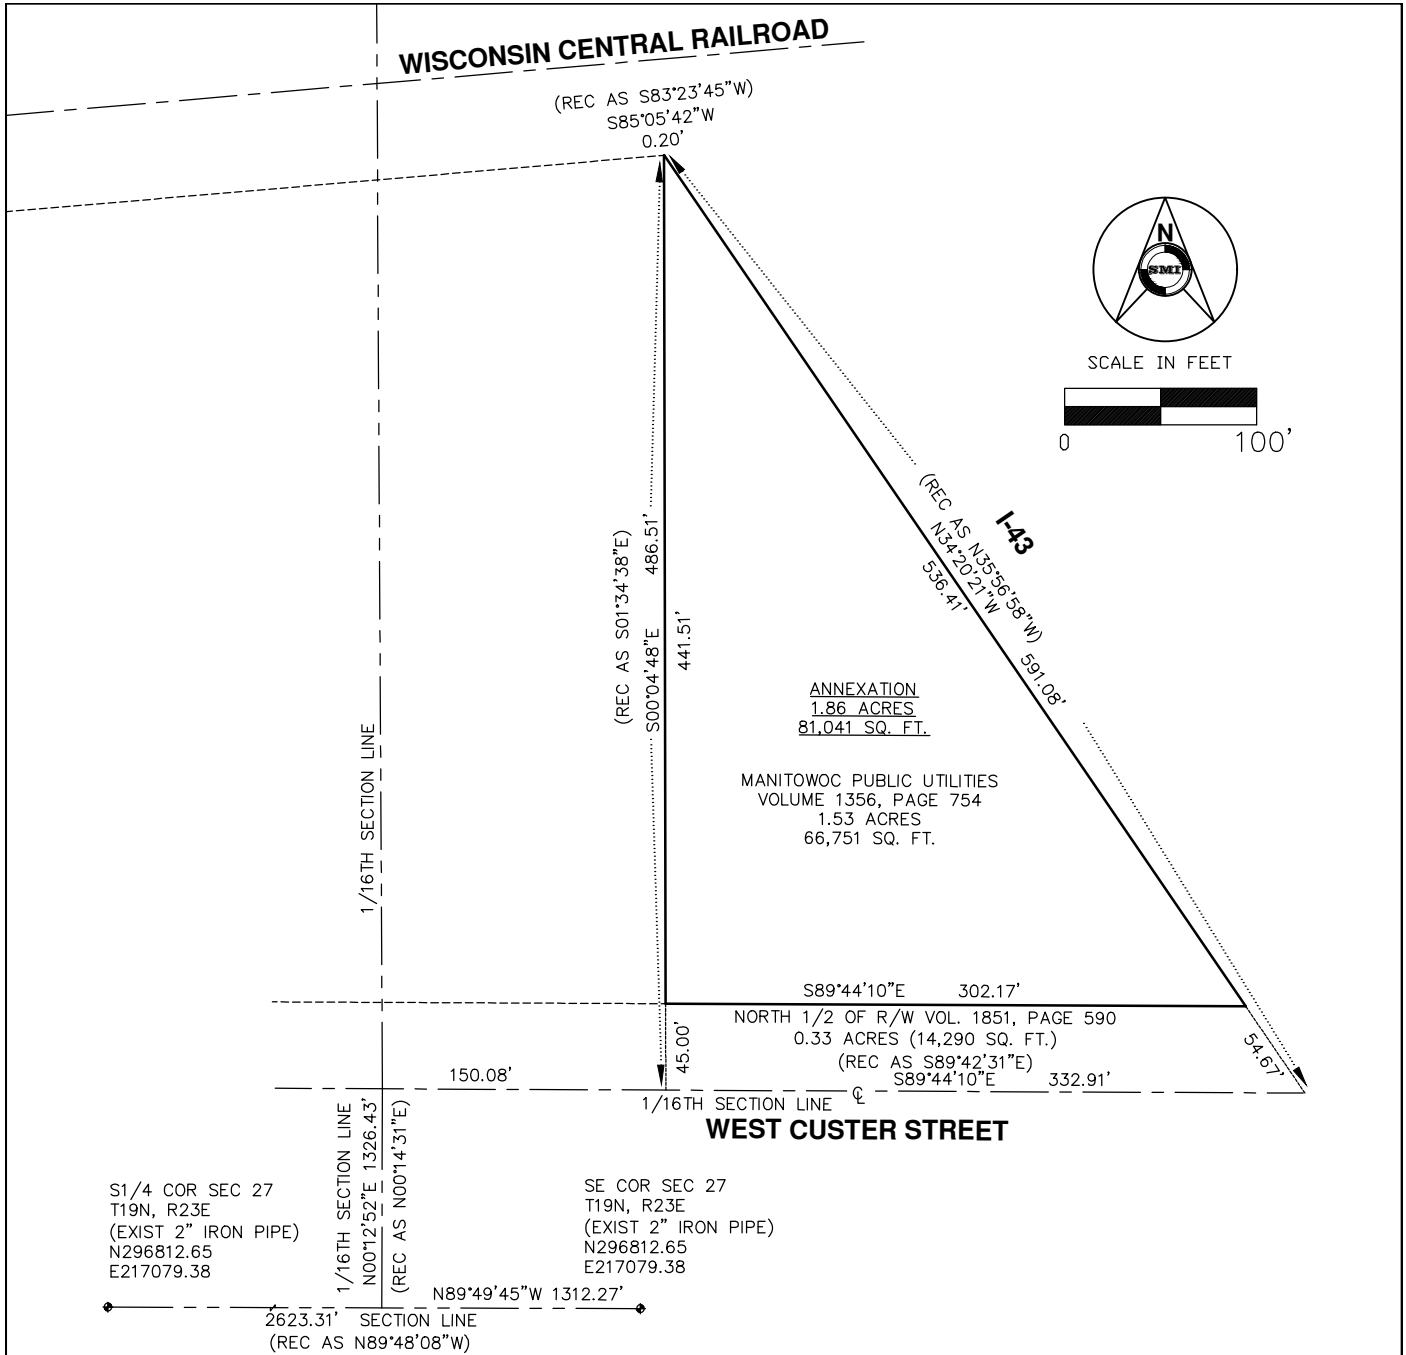 WISCONSIN CENTRAL RAILROAD
(REC AS S83°23'45"W)
S85°05'42"W
0.20'
N
SMI
SCALE IN FEET
0 100'
I-43
(REC AS N35°56'58"W)
N34°20'21"W
536.41'
591.08'
(REC AS S01°34'38"E)
S00°04'48"E 486.51'
441.51'
ANNEXATION
1.86 ACRES
81,041 SQ. FT.
MANITOWOC PUBLIC UTILITIES
VOLUME 1356, PAGE 754
1.53 ACRES
66,751 SQ. FT.
1/16TH SECTION LINE
S89°44'10"E 302.17'
NORTH 1/2 OF R/W VOL. 1851, PAGE 590
0.33 ACRES (14,290 SQ. FT.)
(REC AS S89°42'31"E)
S89°44'10"E 332.91'
45.00'
54.67'
150.08'
1/16TH SECTION LINE
℄
WEST CUSTER STREET
1/16TH SECTION LINE
N00°12'52"E 1326.43'
(REC AS N00°14'31"E)
S1/4 COR SEC 27
T19N, R23E
(EXIST 2" IRON PIPE)
N296812.65
E217079.38
SE COR SEC 27
T19N, R23E
(EXIST 2" IRON PIPE)
N296812.65
E217079.38
N89°49'45"W 1312.27'
2623.31' SECTION LINE
(REC AS N89°48'08"W)